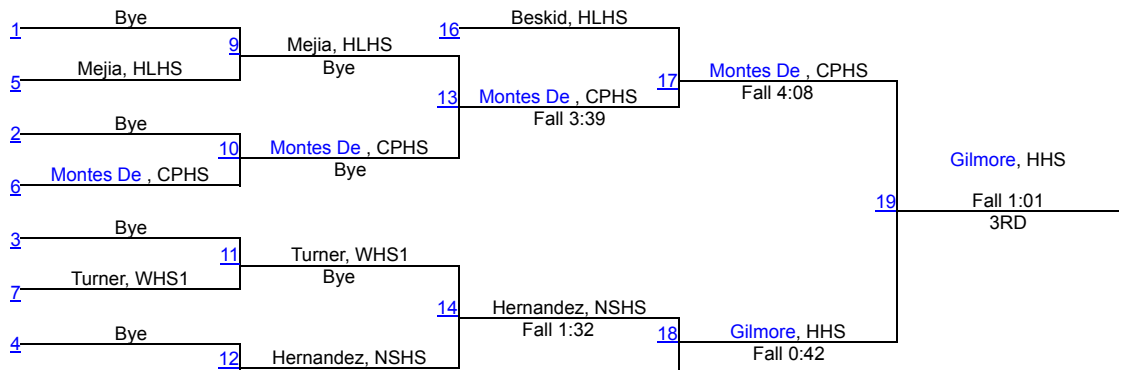 Bye
Beskid, HLHS
1
16
9
Mejia, HLHS
Mejia, HLHS
Bye
5
17
Montes De , CPHS
Fall 4:08
13
Montes De , CPHS
Fall 3:39
Bye
2
10
Montes De , CPHS
Bye
Montes De , CPHS
6
Gilmore, HHS
19
Fall 1:01
3RD
Bye
3
11
Turner, WHS1
Bye
Turner, WHS1
7
14
Hernandez, NSHS
Fall 1:32
18
Gilmore, HHS
Fall 0:42
Bye
4
12
Hernandez, NSHS